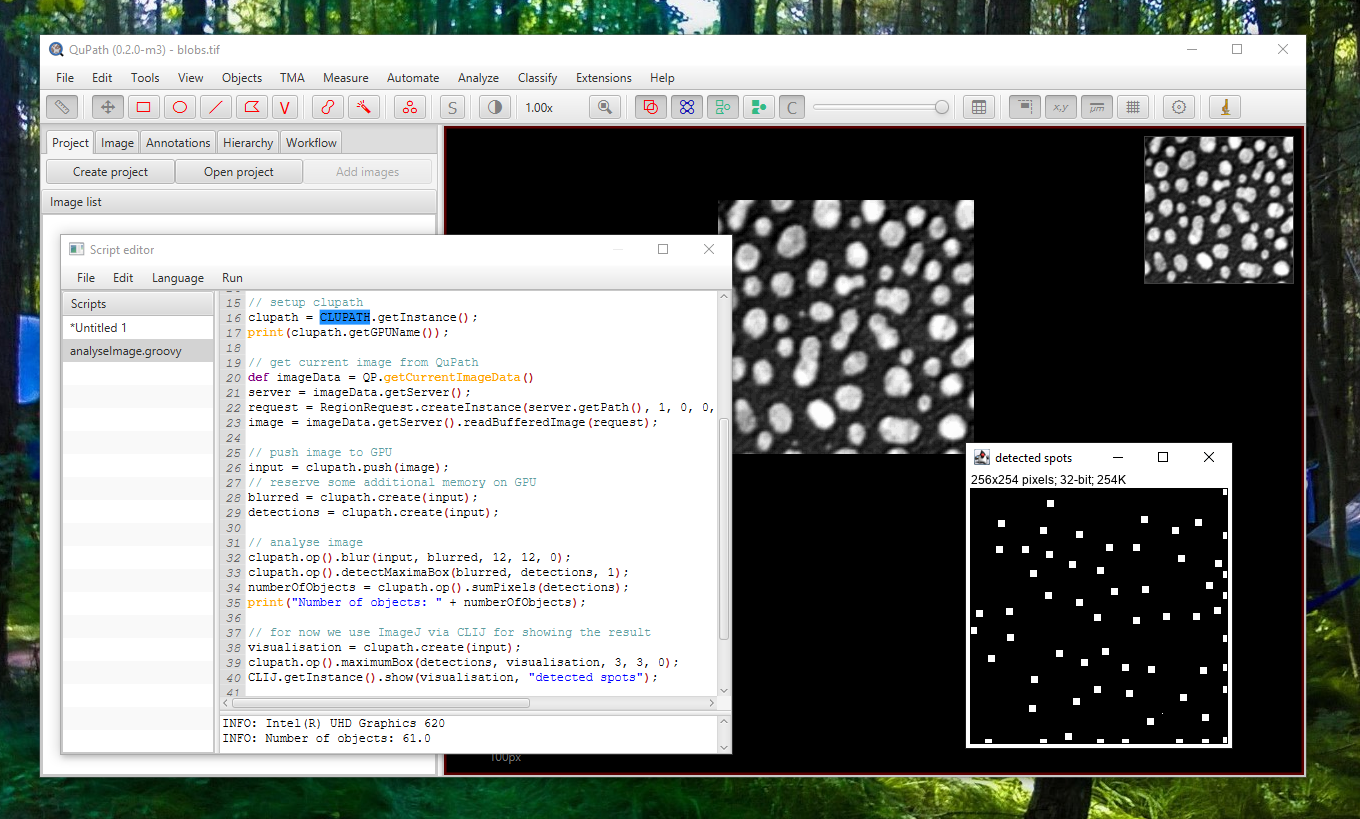 QuPath (0.2.0-m3) - blobs.tif
File Edit Tools View Objects TMA Measure Automate Analyze Classify Extensions Help
V S 1.00x C x,y µm
Project Image Annotations Hierarchy Workflow
Create project Open project Add images
Image list
Script editor
File Edit Language Run
Scripts
*Untitled 1
analyseImage.groovy
15 // setup clupath
16 clupath = CLUPATH.getInstance();
17 print(clupath.getGPUName());
18
19 // get current image from QuPath
20 def imageData = QP.getCurrentImageData()
21 server = imageData.getServer();
22 request = RegionRequest.createInstance(server.getPath(), 1, 0, 0,
23 image = imageData.getServer().readBufferedImage(request);
24
25 // push image to GPU
26 input = clupath.push(image);
27 // reserve some additional memory on GPU
28 blurred = clupath.create(input);
29 detections = clupath.create(input);
30
31 // analyse image
32 clupath.op().blur(input, blurred, 12, 12, 0);
33 clupath.op().detectMaximaBox(blurred, detections, 1);
34 numberOfObjects = clupath.op().sumPixels(detections);
35 print("Number of objects: " + numberOfObjects);
36
37 // for now we use ImageJ via CLIJ for showing the result
38 visualisation = clupath.create(input);
39 clupath.op().maximumBox(detections, visualisation, 3, 3, 0);
40 CLIJ.getInstance().show(visualisation, "detected spots");
41
INFO: Intel(R) UHD Graphics 620
INFO: Number of objects: 61.0
100px
detected spots
256x254 pixels; 32-bit; 254K